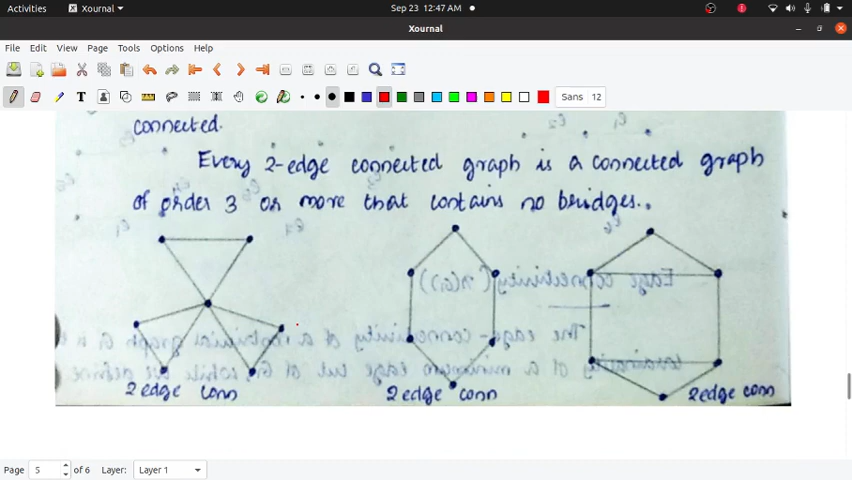 Activities Xournal Sep 23 12:47 AM
Xournal
File Edit View Page Tools Options Help
Sans 12
connected.
Every 2-edge connected graph is a connected graph
of order 3 or more that contains no bridges..
2 edge conn 2 edge conn 2 edge conn
Page 5 of 6 Layer: Layer 1